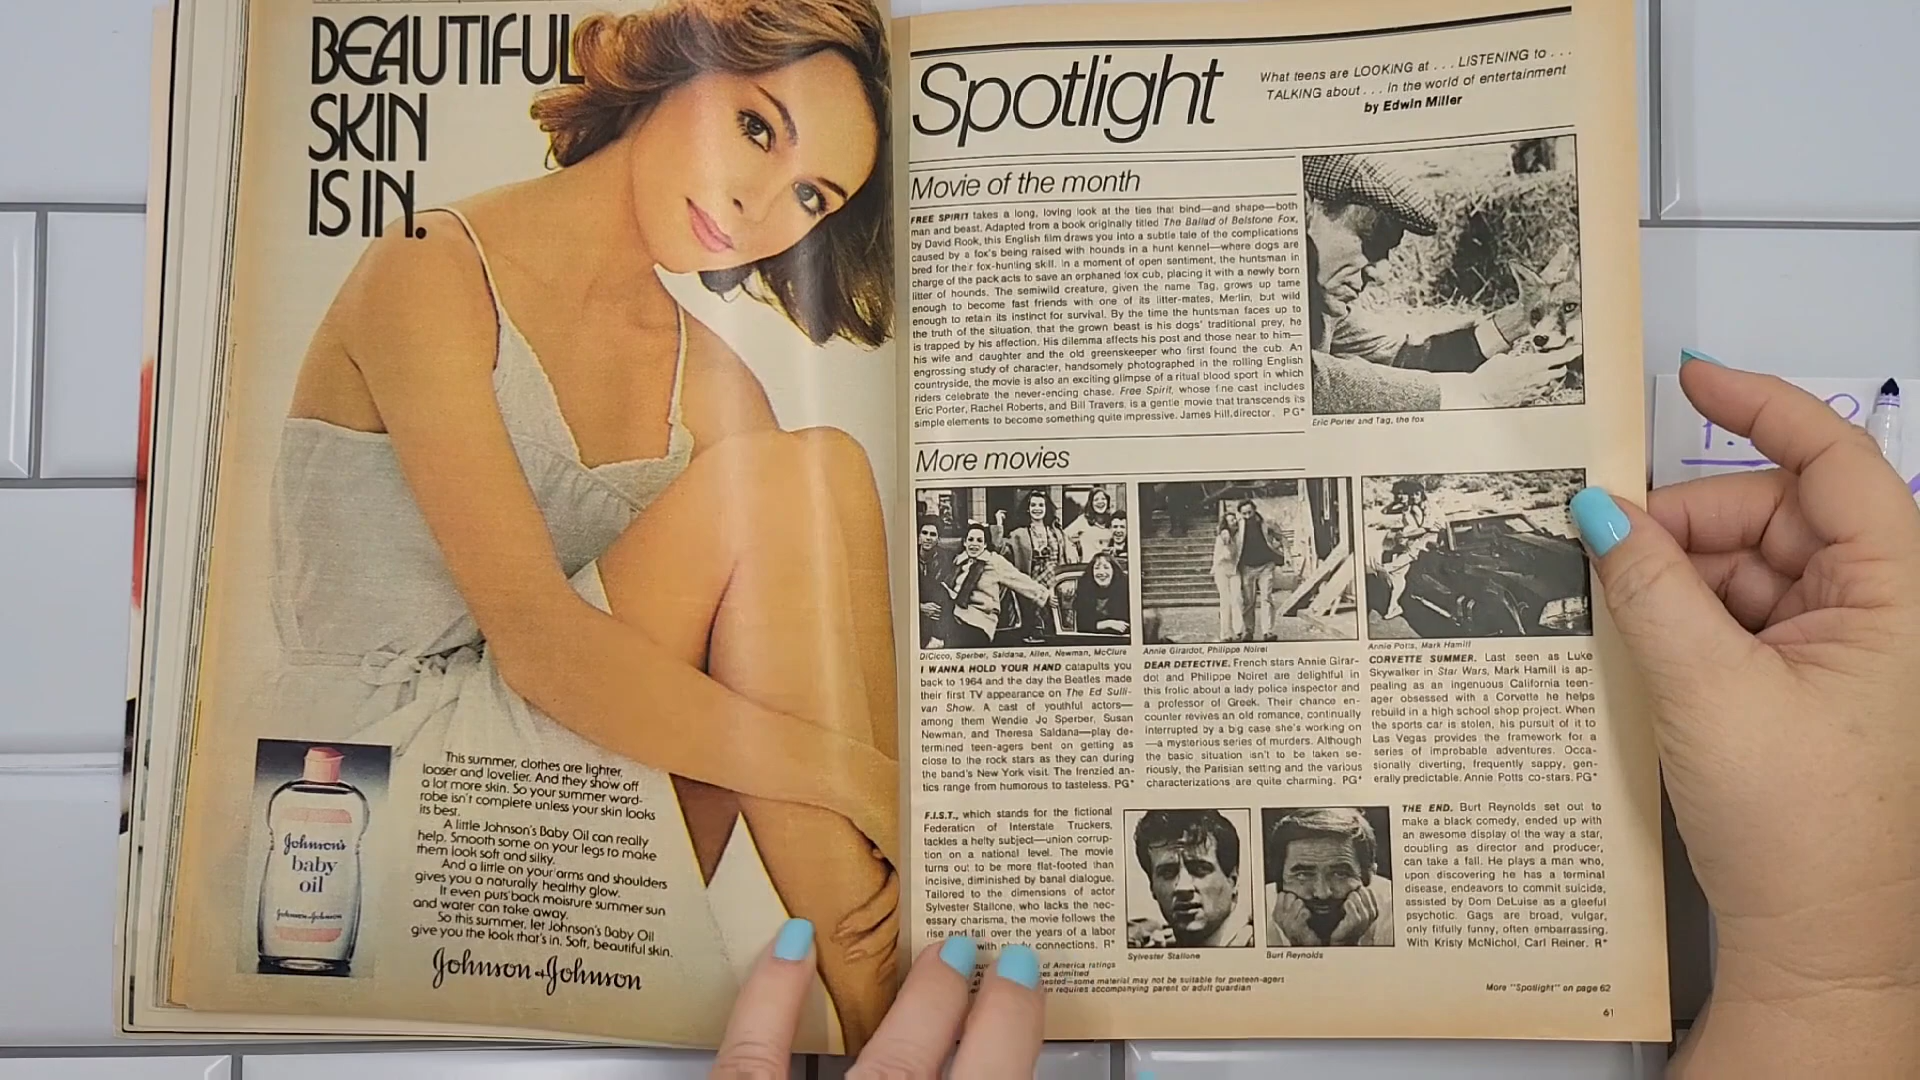 BEAUTIFUL
SKIN
IS IN.
This summer, clothes are lighter,
looser and lovelier. And they show off
a lot more skin. So your summer ward-
robe isn't complete unless your skin looks
its best.
A little Johnson's Baby Oil can really
help. Smooth some on your legs to make
them look soft and silky.
And a little on your arms and shoulders
gives you a naturally healthy glow.
It even puts back moisture summer sun
and water can take away.
So this summer, let Johnson's Baby Oil
give you the look that's in. Soft, beautiful skin.
Johnson & Johnson
Johnson's
baby
oil
Johnson & Johnson
Spotlight
What teens are LOOKING at . . . LISTENING to . . .
TALKING about . . . in the world of entertainment
by Edwin Miller
Movie of the month
FREE SPIRIT takes a long, loving look at the ties that bind—and shape—both
man and beast. Adapted from a book originally titled The Ballad of Belstone Fox,
by David Rook, this English film draws you into a subtle tale of the complications
caused by a fox's being raised with hounds in a hunt kennel—where dogs are
bred for their fox-hunting skill. In a moment of open sentiment, the huntsman in
charge of the pack acts to save an orphaned fox cub, placing it with a newly born
litter of hounds. The semiwild creature, given the name Tag, grows up tame
enough to become fast friends with one of its litter-mates, Merlin, but wild
enough to retain its instinct for survival. By the time the huntsman faces up to
the truth of the situation, that the grown beast is his dogs' traditional prey, he
is trapped by his affection. His dilemma affects his post and those near to him—
his wife and daughter and the old greenskeeper who first found the cub. An
engrossing study of character, handsomely photographed in the rolling English
countryside, the movie is also an exciting glimpse of a ritual blood sport in which
riders celebrate the never-ending chase. Free Spirit, whose fine cast includes
Eric Porter, Rachel Roberts, and Bill Travers, is a gentle movie that transcends its
simple elements to become something quite impressive. James Hill, director. PG*
Eric Porter and Tag, the fox
More movies
DiCicco, Sperber, Saldana, Allen, Newman, McClure
I WANNA HOLD YOUR HAND catapults you
back to 1964 and the day the Beatles made
their first TV appearance on The Ed Sulli-
van Show. A cast of youthful actors—
among them Wendie Jo Sperber, Susan
Newman, and Theresa Saldana—play de-
termined teen-agers bent on getting as
close to the rock stars as they can during
the band's New York visit. The frenzied an-
tics range from humorous to tasteless. PG*
Annie Girardot, Philippe Noiret
DEAR DETECTIVE. French stars Annie Girar-
dot and Philippe Noiret are delightful in
this frolic about a lady police inspector and
a professor of Greek. Their chance en-
counter revives an old romance, continually
interrupted by a big case she's working on
—a mysterious series of murders. Although
the basic situation isn't to be taken se-
riously, the Parisian setting and the various
characterizations are quite charming. PG*
Annie Potts, Mark Hamill
CORVETTE SUMMER. Last seen as Luke
Skywalker in Star Wars, Mark Hamill is ap-
pealing as an ingenuous California teen-
ager obsessed with a Corvette he helps
rebuild in a high school shop project. When
the sports car is stolen, his pursuit of it to
Las Vegas provides the framework for a
series of improbable adventures. Occa-
sionally diverting, frequently sappy, gen-
erally predictable. Annie Potts co-stars. PG*
F.I.S.T., which stands for the fictional
Federation of Interstate Truckers,
tackles a hefty subject—union corrup-
tion on a national level. The movie
turns out to be more flat-footed than
incisive, diminished by banal dialogue.
Tailored to the dimensions of actor
Sylvester Stallone, who lacks the nec-
essary charisma, the movie follows the
rise and fall over the years of a labor
with connections. R*
Sylvester Stallone
Burt Reynolds
THE END. Burt Reynolds set out to
make a black comedy, ended up with
an awesome display of the way a star,
doubling as director and producer,
can take a fall. He plays a man who,
upon discovering he has a terminal
disease, endeavors to commit suicide,
assisted by Dom DeLuise as a gleeful
psychotic. Gags are broad, vulgar,
only fitfully funny, often embarrassing.
With Kristy McNichol, Carl Reiner. R*
of America ratings
admitted
some material may not be suitable for preteen-agers
requires accompanying parent or adult guardian
More "Spotlight" on page 62
61